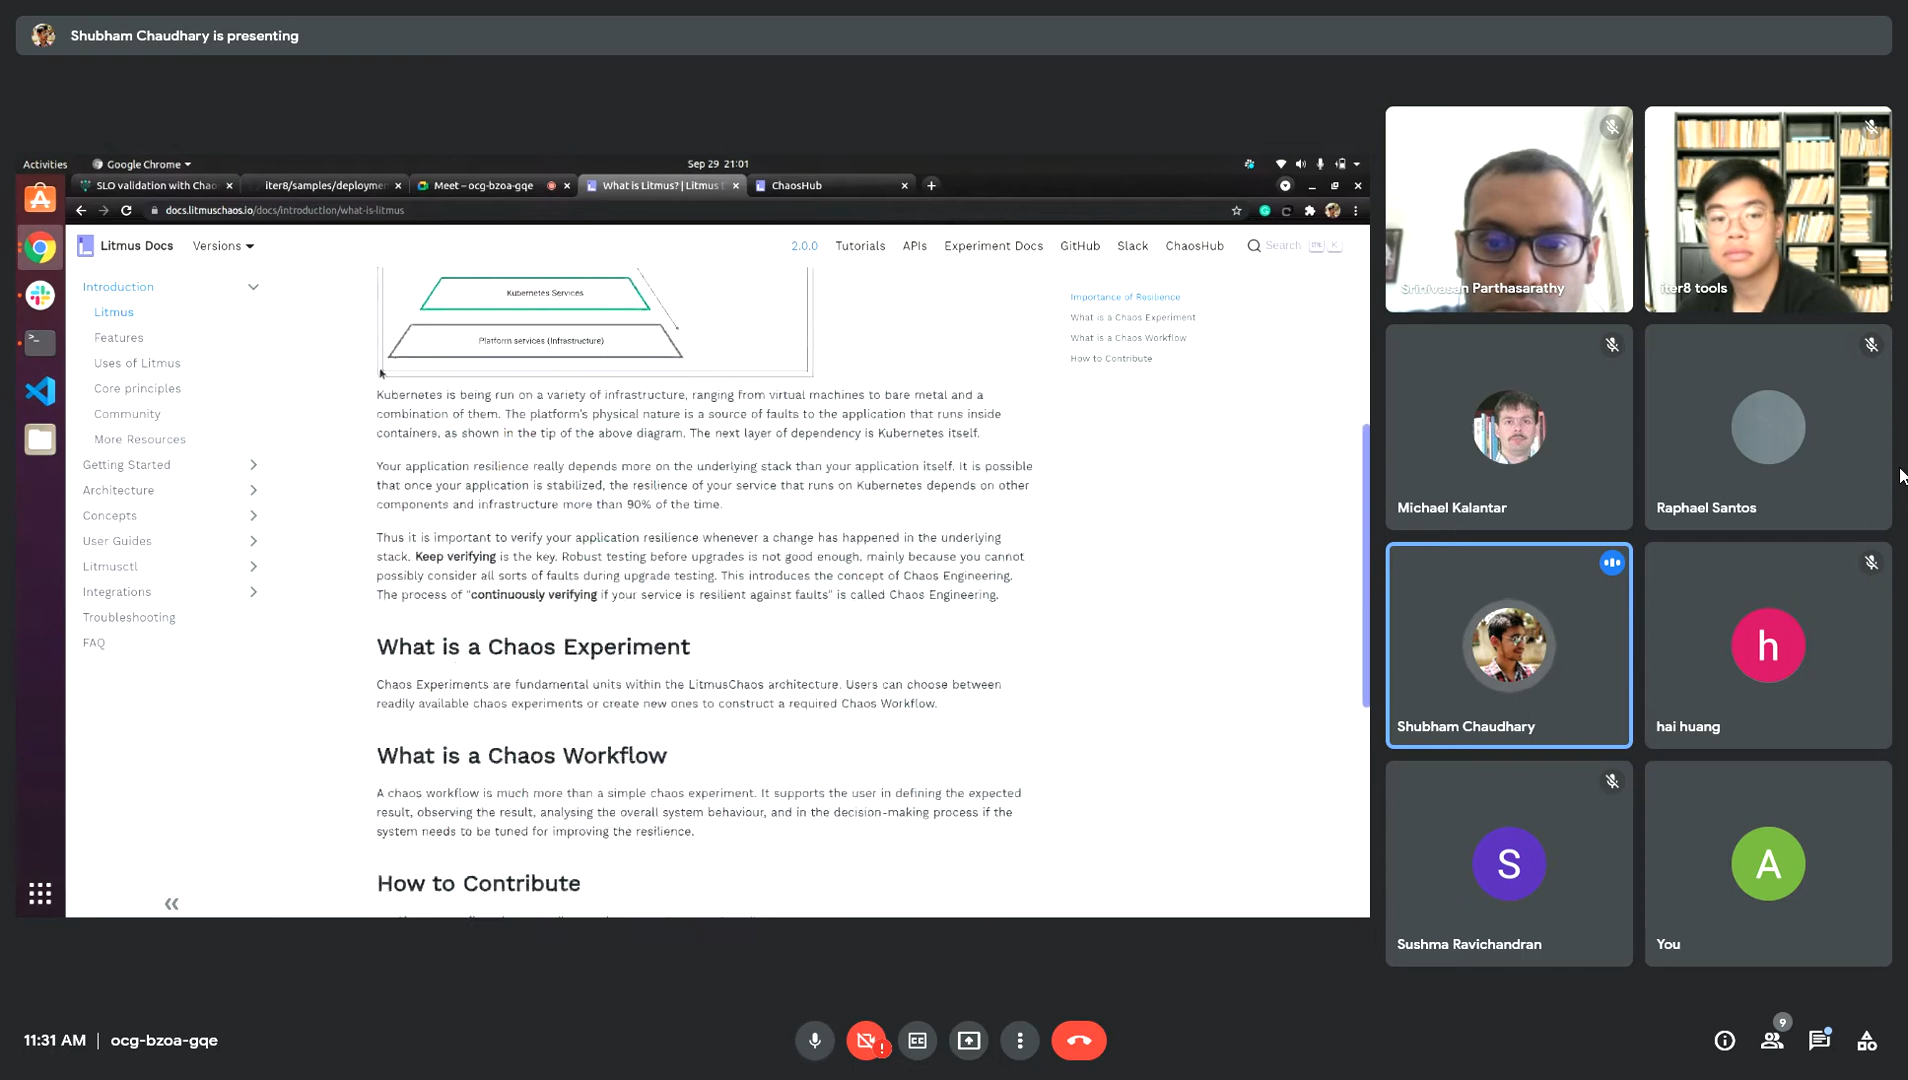 Shubham Chaudhary is presenting
Activities
Google Chrome
Sep 29 21:01
SLO validation with Chao
iter8/samples/deployme
Meet – ocg-bzoa-gqe
What is Litmus? | Litmus
ChaosHub
docs.litmuschaos.io/docs/introduction/what-is-litmus
Litmus Docs
Versions
2.0.0
Tutorials
APIs
Experiment Docs
GitHub
Slack
ChaosHub
Search
K
Introduction
Litmus
Features
Uses of Litmus
Core principles
Community
More Resources
Getting Started
Architecture
Concepts
User Guides
Litmusctl
Integrations
Troubleshooting
FAQ
Kubernetes Services
Platform services (Infrastructure)
Kubernetes is being run on a variety of infrastructure, ranging from virtual machines to bare metal and a
combination of them. The platform's physical nature is a source of faults to the application that runs inside
containers, as shown in the tip of the above diagram. The next layer of dependency is Kubernetes itself.
Your application resilience really depends more on the underlying stack than your application itself. It is possible
that once your application is stabilized, the resilience of your service that runs on Kubernetes depends on other
components and infrastructure more than 90% of the time.
Thus it is important to verify your application resilience whenever a change has happened in the underlying
stack. Keep verifying is the key. Robust testing before upgrades is not good enough, mainly because you cannot
possibly consider all sorts of faults during upgrade testing. This introduces the concept of Chaos Engineering.
The process of "continuously verifying if your service is resilient against faults" is called Chaos Engineering.
What is a Chaos Experiment
Chaos Experiments are fundamental units within the LitmusChaos architecture. Users can choose between
readily available chaos experiments or create new ones to construct a required Chaos Workflow.
What is a Chaos Workflow
A chaos workflow is much more than a simple chaos experiment. It supports the user in defining the expected
result, observing the result, analysing the overall system behaviour, and in the decision-making process if the
system needs to be tuned for improving the resilience.
How to Contribute
Importance of Resilience
What is a Chaos Experiment
What is a Chaos Workflow
How to Contribute
Srinivasan Parthasarathy
iter8 tools
Michael Kalantar
Raphael Santos
Shubham Chaudhary
h
hai huang
S
Sushma Ravichandran
A
You
11:31 AM | ocg-bzoa-gqe
CC
9